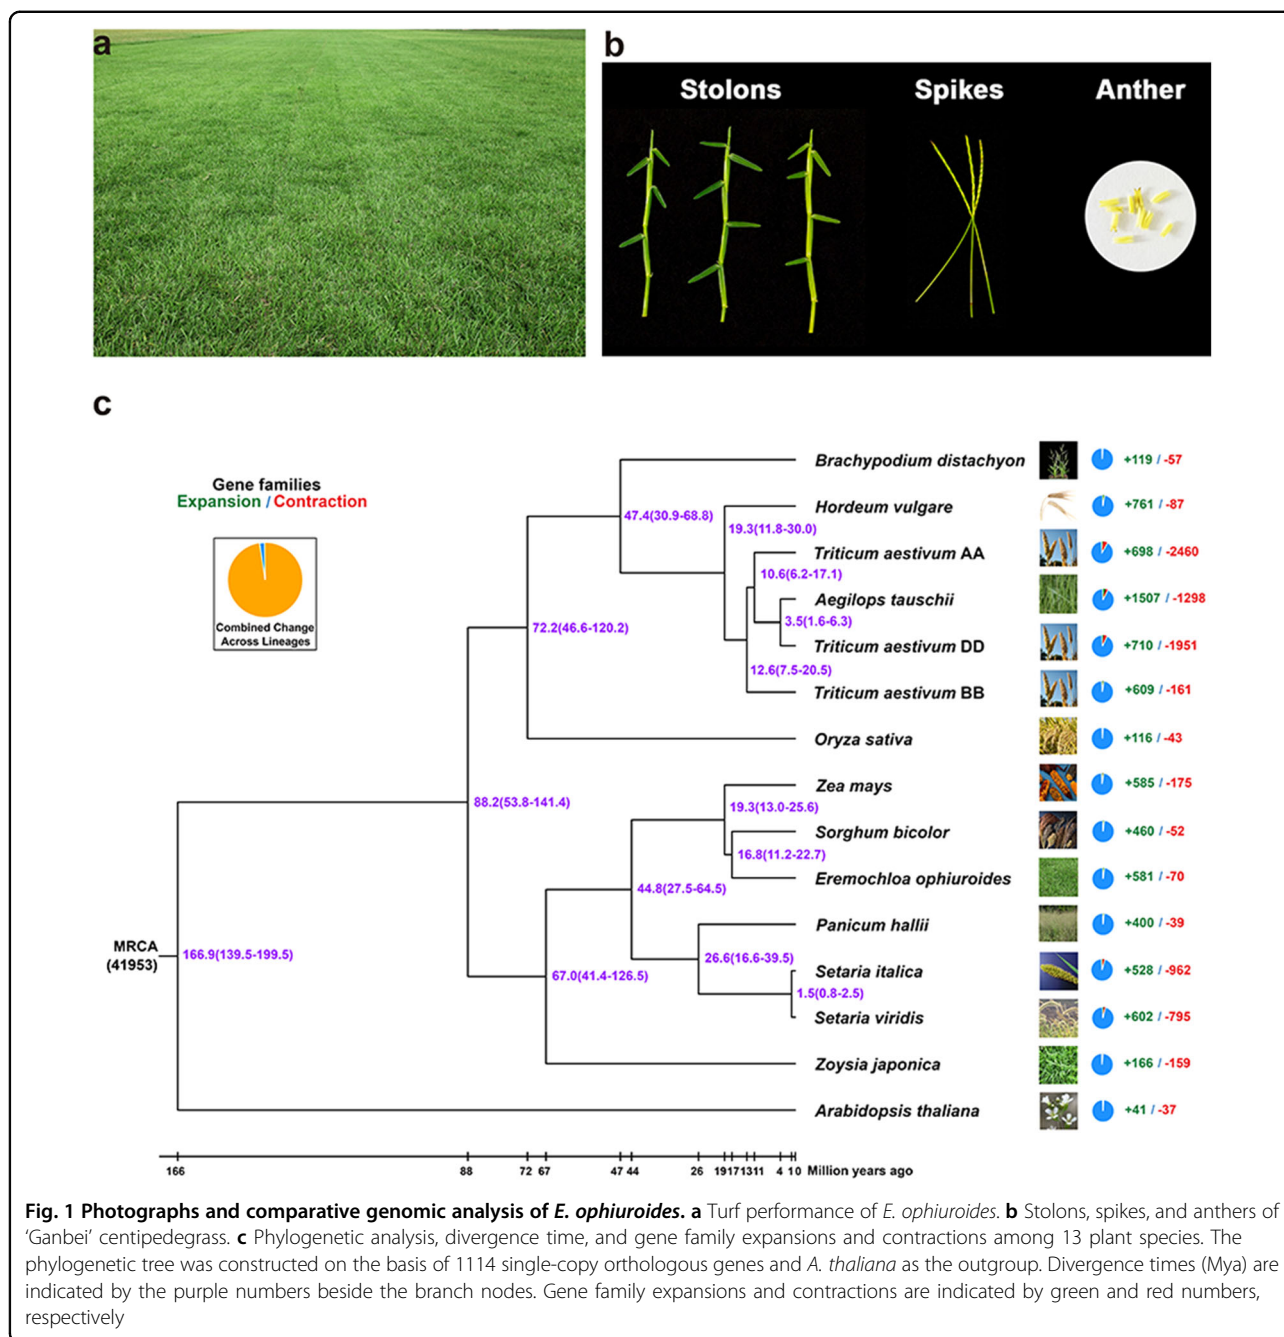 a
b
Stolons
Spikes
Anther
c
Gene families
Expansion / Contraction
Combined Change
Across Lineages
MRCA
(41953)
166.9(139.5-199.5)
88.2(53.8-141.4)
72.2(46.6-120.2)
47.4(30.9-68.8)
19.3(11.8-30.0)
10.6(6.2-17.1)
3.5(1.6-6.3)
12.6(7.5-20.5)
67.0(41.4-126.5)
44.8(27.5-64.5)
19.3(13.0-25.6)
16.8(11.2-22.7)
26.6(16.6-39.5)
1.5(0.8-2.5)
Brachypodium distachyon +119 / -57
Hordeum vulgare +761 / -87
Triticum aestivum AA +698 / -2460
Aegilops tauschii +1507 / -1298
Triticum aestivum DD +710 / -1951
Triticum aestivum BB +609 / -161
Oryza sativa +116 / -43
Zea mays +585 / -175
Sorghum bicolor +460 / -52
Eremochloa ophiuroides +581 / -70
Panicum hallii +400 / -39
Setaria italica +528 / -962
Setaria viridis +602 / -795
Zoysia japonica +166 / -159
Arabidopsis thaliana +41 / -37
166 88 72 67 47 44 26 19 17 13 11 4 1 0 Million years ago
Fig. 1 Photographs and comparative genomic analysis of E. ophiuroides. a Turf performance of E. ophiuroides. b Stolons, spikes, and anthers of
‘Ganbei’ centipedegrass. c Phylogenetic analysis, divergence time, and gene family expansions and contractions among 13 plant species. The
phylogenetic tree was constructed on the basis of 1114 single-copy orthologous genes and A. thaliana as the outgroup. Divergence times (Mya) are
indicated by the purple numbers beside the branch nodes. Gene family expansions and contractions are indicated by green and red numbers,
respectively